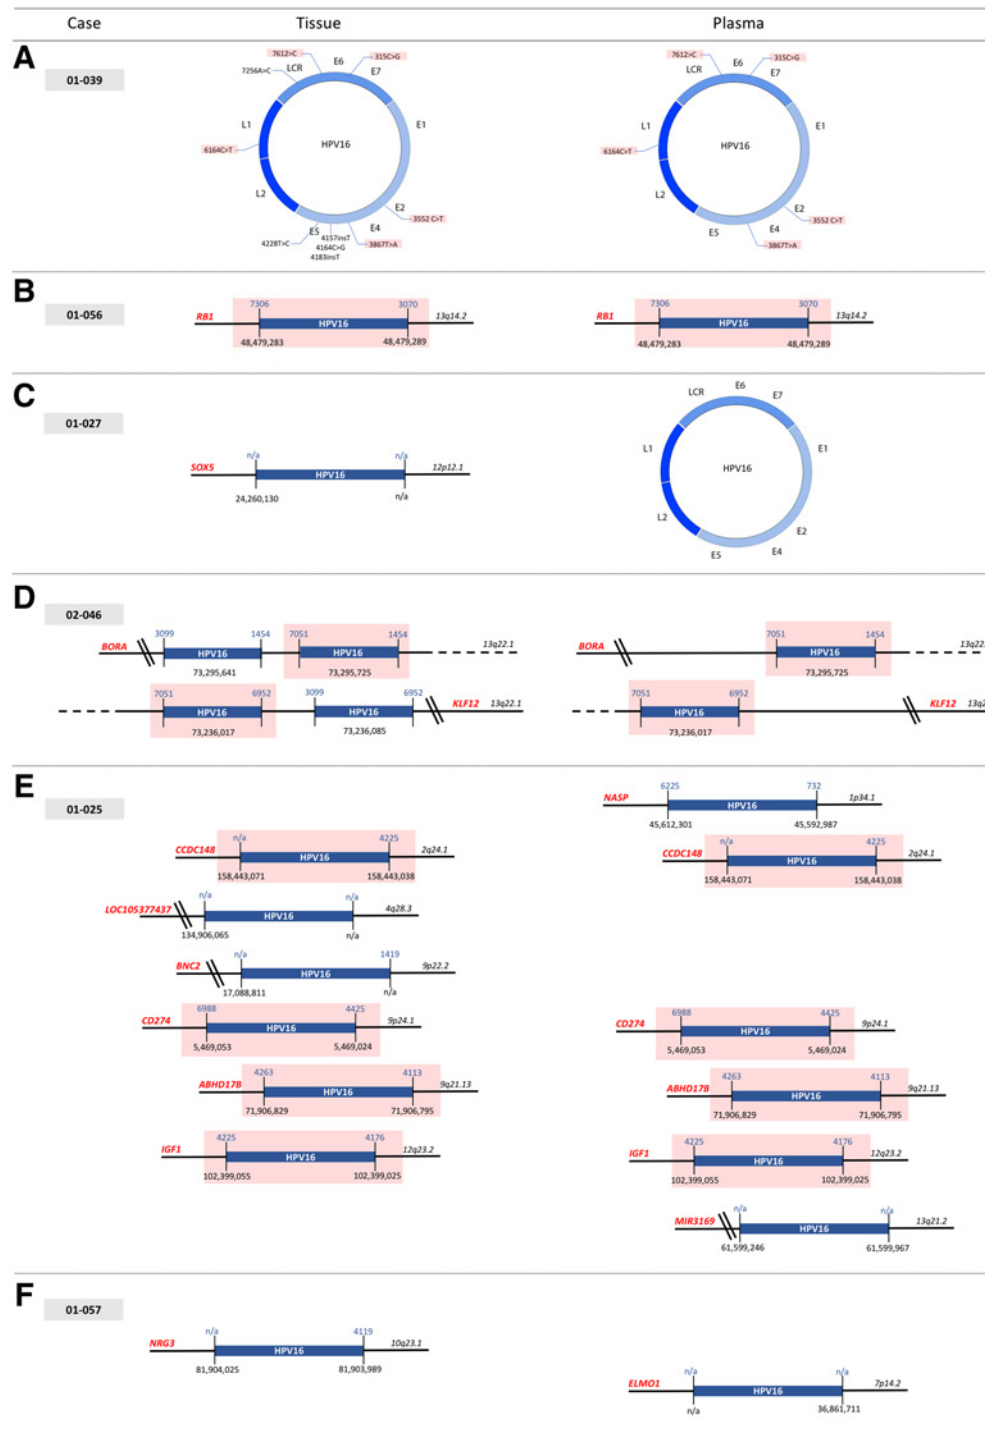 Case Tissue Plasma
A
01-039
7612>C E6 315C>G
LCR E7
7256A>C
L1 E1
HPV16
6164C>T
L2
E2
3552 C>T
E5 E4
4157insT
4228T>C 4164C>G 3867T>A
4183insT
7612>C E6 315C>G
LCR E7
L1 E1
HPV16
6164C>T
L2
E2
3552 C>T
E5 E4
3867T>A
B
01-056
7306 3070
RB1 HPV16 13q14.2
48,479,283 48,479,289
7306 3070
RB1 HPV16 13q14.2
48,479,283 48,479,289
C
01-027
n/a n/a
SOX5 HPV16 12p12.1
24,260,130 n/a
LCR E6 E7
L1 E1
HPV16
L2 E2
E5 E4
D
02-046
3099 1454 7051 1454
BORA HPV16 HPV16 13q22.1
73,295,641 73,295,725
7051 6952 3099 6952
HPV16 HPV16 KLF12 13q22.1
73,236,017 73,236,085
7051 1454
BORA HPV16 13q22.
73,295,725
7051 6952
HPV16 KLF12 13q2
73,236,017
E
01-025
n/a 4225
CCDC148 HPV16 2q24.1
158,443,071 158,443,038
n/a n/a
LOC105377437 HPV16 4q28.3
134,906,065 n/a
n/a 1419
BNC2 HPV16 9p22.2
17,088,811 n/a
6988 4425
CD274 HPV16 9p24.1
5,469,053 5,469,024
4263 4113
ABHD17B HPV16 9q21.13
71,906,829 71,906,795
4225 4176
IGF1 HPV16 12q23.2
102,399,055 102,399,025
6225 732
NASP HPV16 1p34.1
45,612,301 45,592,987
n/a 4225
CCDC148 HPV16 2q24.1
158,443,071 158,443,038
6988 4425
CD274 HPV16 9p24.1
5,469,053 5,469,024
4263 4113
ABHD17B HPV16 9q21.13
71,906,829 71,906,795
4225 4176
IGF1 HPV16 12q23.2
102,399,055 102,399,025
n/a n/a
MIR3169 HPV16 13q21.2
61,599,246 61,599,967
F
01-057
n/a 4119
NRG3 HPV16 10q23.1
81,904,025 81,903,989
n/a n/a
ELMO1 HPV16 7p14.2
n/a 36,861,711